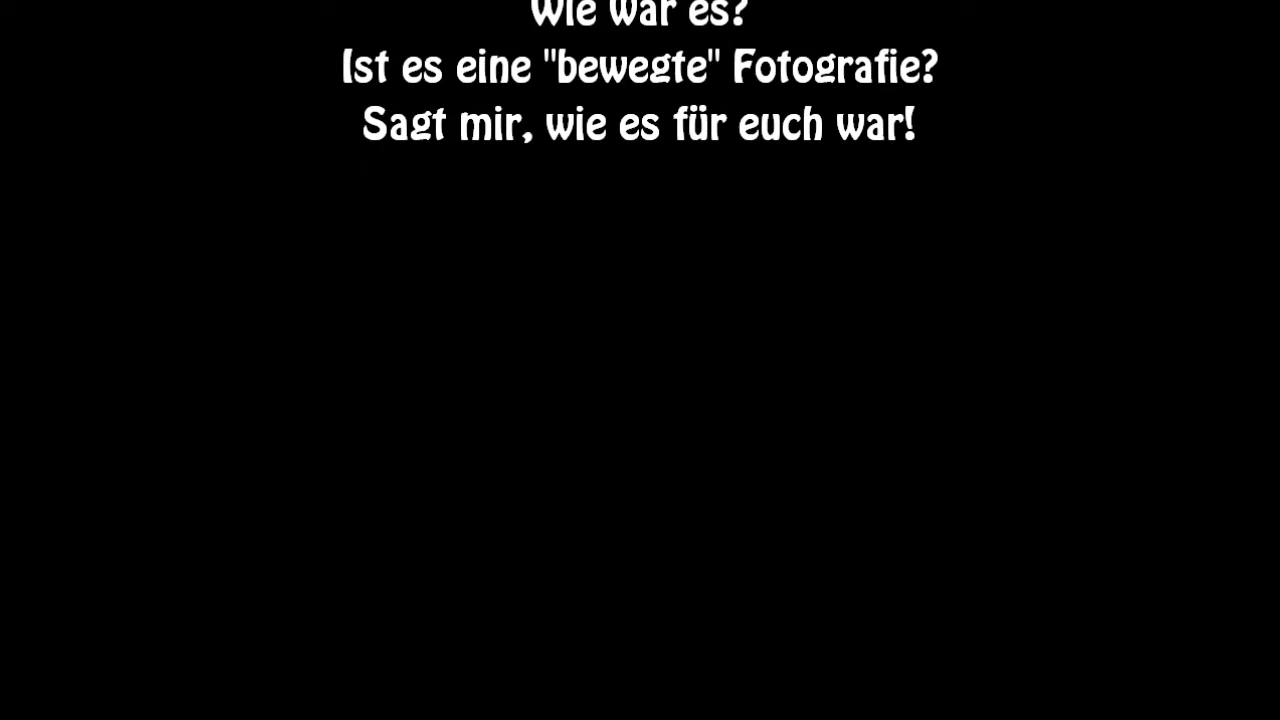 Wie war es?
Ist es eine "bewegte" Fotografie?
Sagt mir, wie es für euch war!